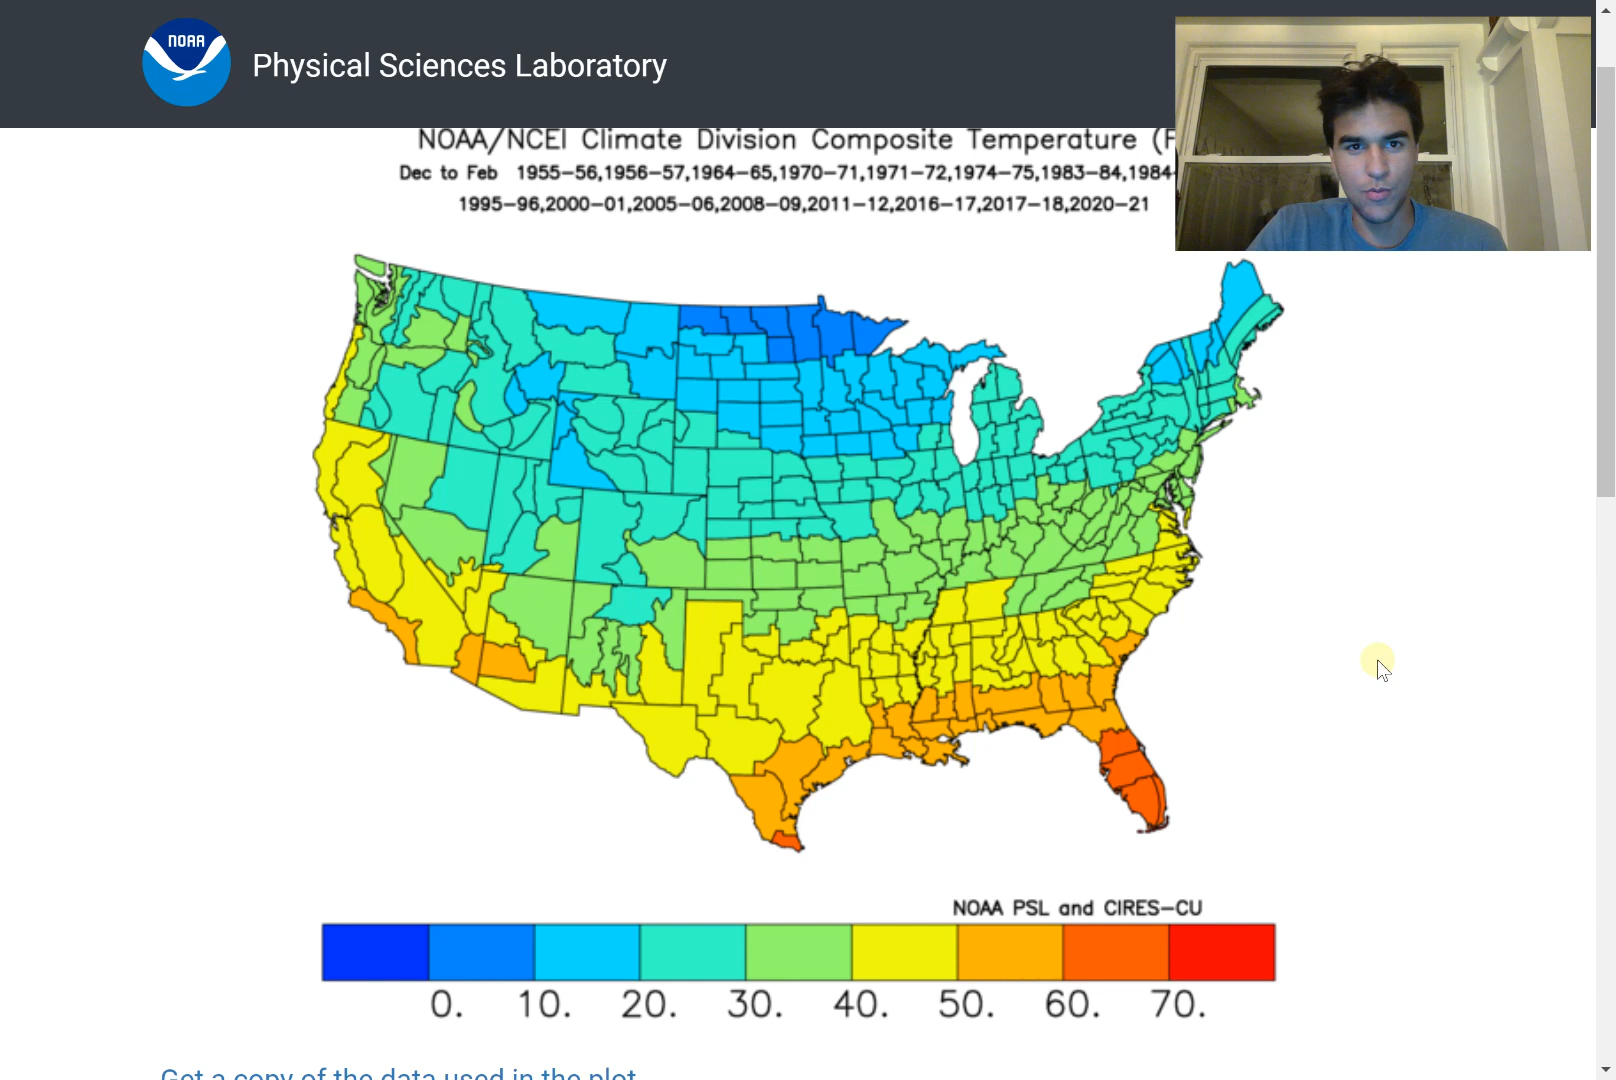 NOAA
Physical Sciences Laboratory
NOAA/NCEI Climate Division Composite Temperature (F
Dec to Feb 1955-56,1956-57,1964-65,1970-71,1971-72,1974-75,1983-84,1984-
1995-96,2000-01,2005-06,2008-09,2011-12,2016-17,2017-18,2020-21
NOAA PSL and CIRES-CU
0. 10. 20. 30. 40. 50. 60. 70.
Get a copy of the data used in the plot